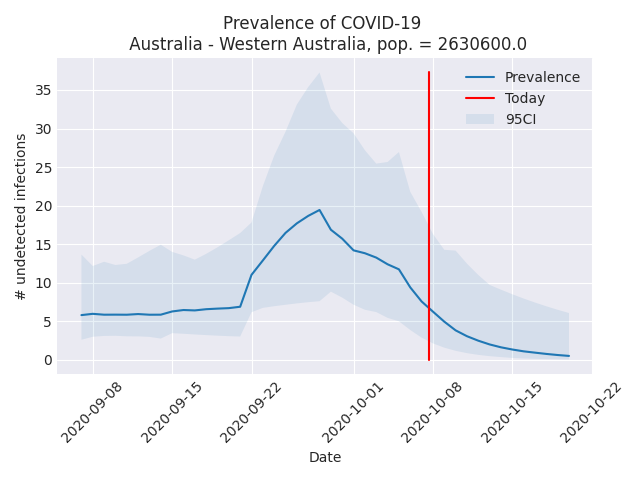 Prevalence of COVID-19
Australia - Western Australia, pop. = 2630600.0
Prevalence
Today
95CI
# undetected infections
35
30
25
20
15
10
5
0
2020-09-08
2020-09-15
2020-09-22
2020-10-01
2020-10-08
2020-10-15
2020-10-22
Date